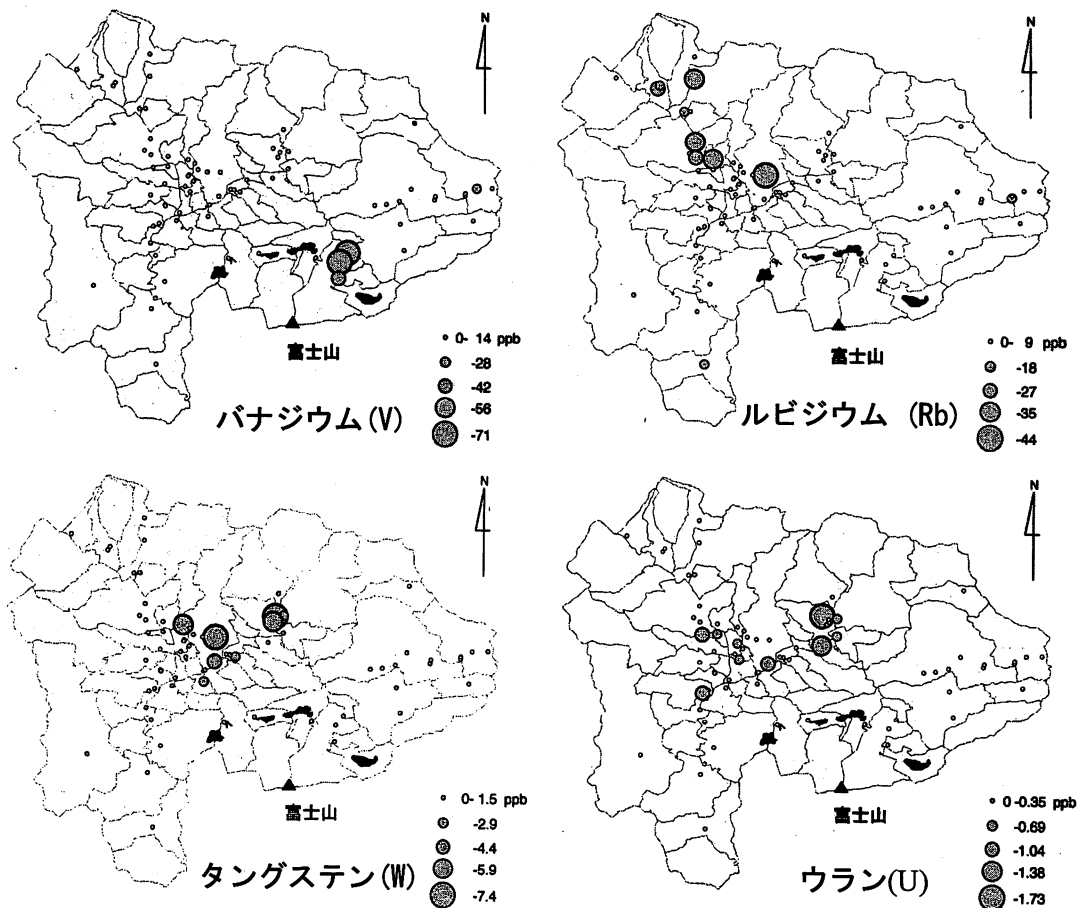 N
富士山
0- 14 ppb
-28
-42
-56
-71
バナジウム(V)
N
富士山
0- 9 ppb
-18
-27
-35
-44
ルビジウム (Rb)
N
富士山
0- 1.5 ppb
-2.9
-4.4
-5.9
-7.4
タングステン(W)
N
富士山
0 -0.35 ppb
-0.69
-1.04
-1.38
-1.73
ウラン(U)